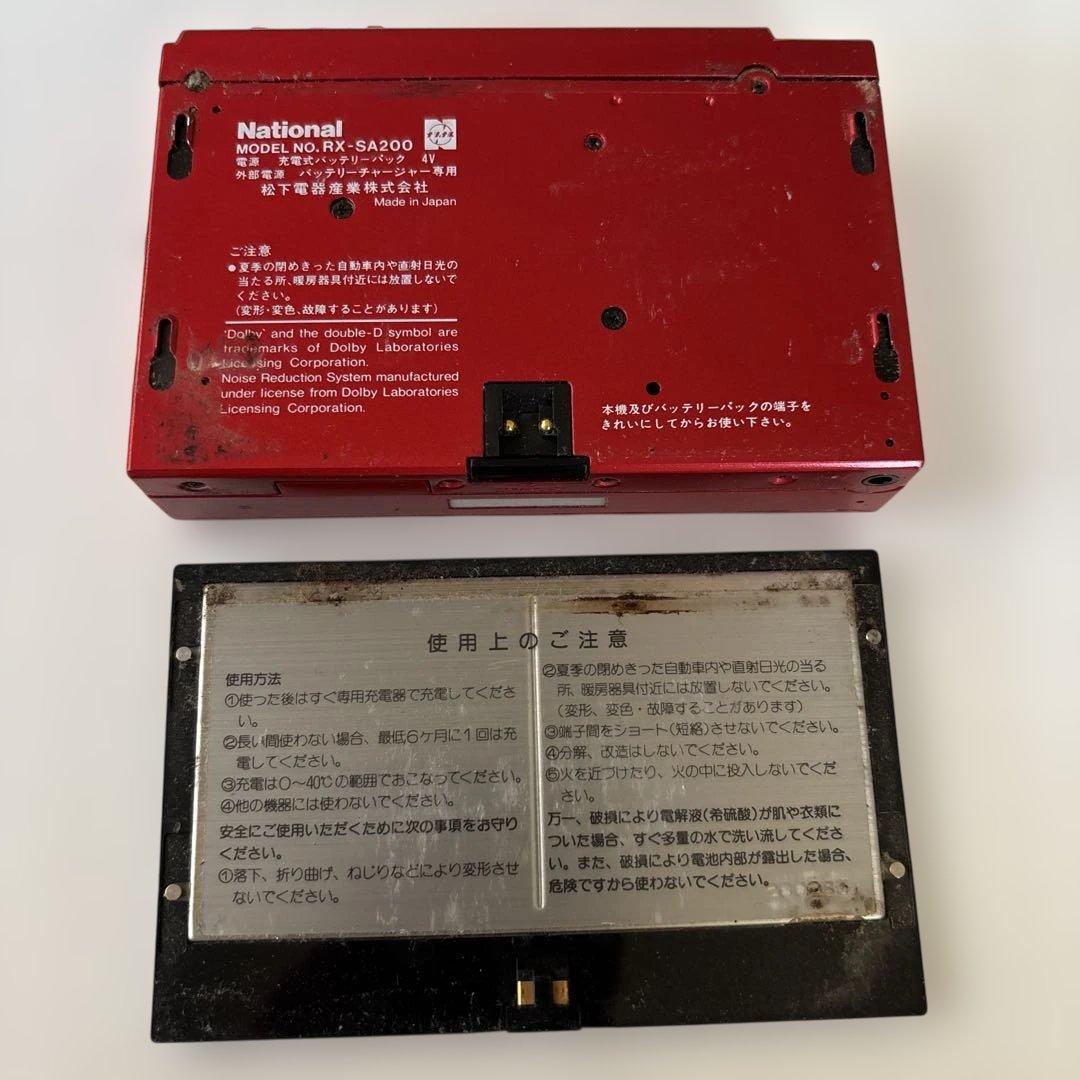 National
MODEL NO. RX-SA200
電源 充電式バッテリーパック 4V
外部電源 バッテリーチャージャー専用
松下電器産業株式会社
Made in Japan
ご注意
●夏季の閉めきった自動車内や直射日光の
当たる所、暖房器具付近には放置しないで
ください。
(変形・変色、故障することがあります)
'Dolby' and the double-D symbol are
trademarks of Dolby Laboratories
Licensing Corporation.
Noise Reduction System manufactured
under license from Dolby Laboratories
Licensing Corporation.
本機及びバッテリーパックの端子を
きれいにしてからお使い下さい。
使用上のご注意
使用方法
①使った後はすぐ専用充電器で充電してくださ
い。
②長い間使わない場合、最低6ヶ月に1回は充
電してください。
③充電は0〜40℃の範囲でおこなってください。
④他の機器には使わないでください。
安全にご使用いただくために次の事項をお守り
ください。
①落下、折り曲げ、ねじりなどにより変形させ
ないでください。
②夏季の閉めきった自動車内や直射日光の当る
所、暖房器具付近には放置しないでください。
(変形、変色・故障することがあります)
③端子間をショート(短絡)させないでください。
④分解、改造はしないでください。
⑤火を近づけたり、火の中に投入しないでくだ
さい。
万一、破損により電解液(希硫酸)が肌や衣類に
ついた場合、すぐ多量の水で洗い流してくださ
い。また、破損により電池内部が露出した場合、
危険ですから使わないでください。